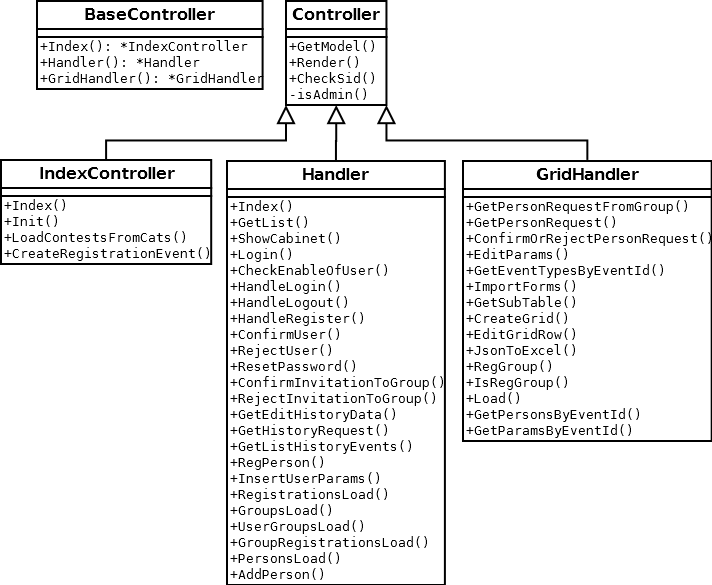 BaseController
+Index(): *IndexController
+Handler(): *Handler
+GridHandler(): *GridHandler
Controller
+GetModel()
+Render()
+CheckSid()
-isAdmin()
IndexController
+Index()
+Init()
+LoadContestsFromCats()
+CreateRegistrationEvent()
Handler
+Index()
+GetList()
+ShowCabinet()
+Login()
+CheckEnableOfUser()
+HandleLogin()
+HandleLogout()
+HandleRegister()
+ConfirmUser()
+RejectUser()
+ResetPassword()
+ConfirmInvitationToGroup()
+RejectInvitationToGroup()
+GetEditHistoryData()
+GetHistoryRequest()
+GetListHistoryEvents()
+RegPerson()
+InsertUserParams()
+RegistrationsLoad()
+GroupsLoad()
+UserGroupsLoad()
+GroupRegistrationsLoad()
+PersonsLoad()
+AddPerson()
GridHandler
+GetPersonRequestFromGroup()
+GetPersonRequest()
+ConfirmOrRejectPersonRequest()
+EditParams()
+GetEventTypesByEventId()
+ImportForms()
+GetSubTable()
+CreateGrid()
+EditGridRow()
+JsonToExcel()
+RegGroup()
+IsRegGroup()
+Load()
+GetPersonsByEventId()
+GetParamsByEventId()